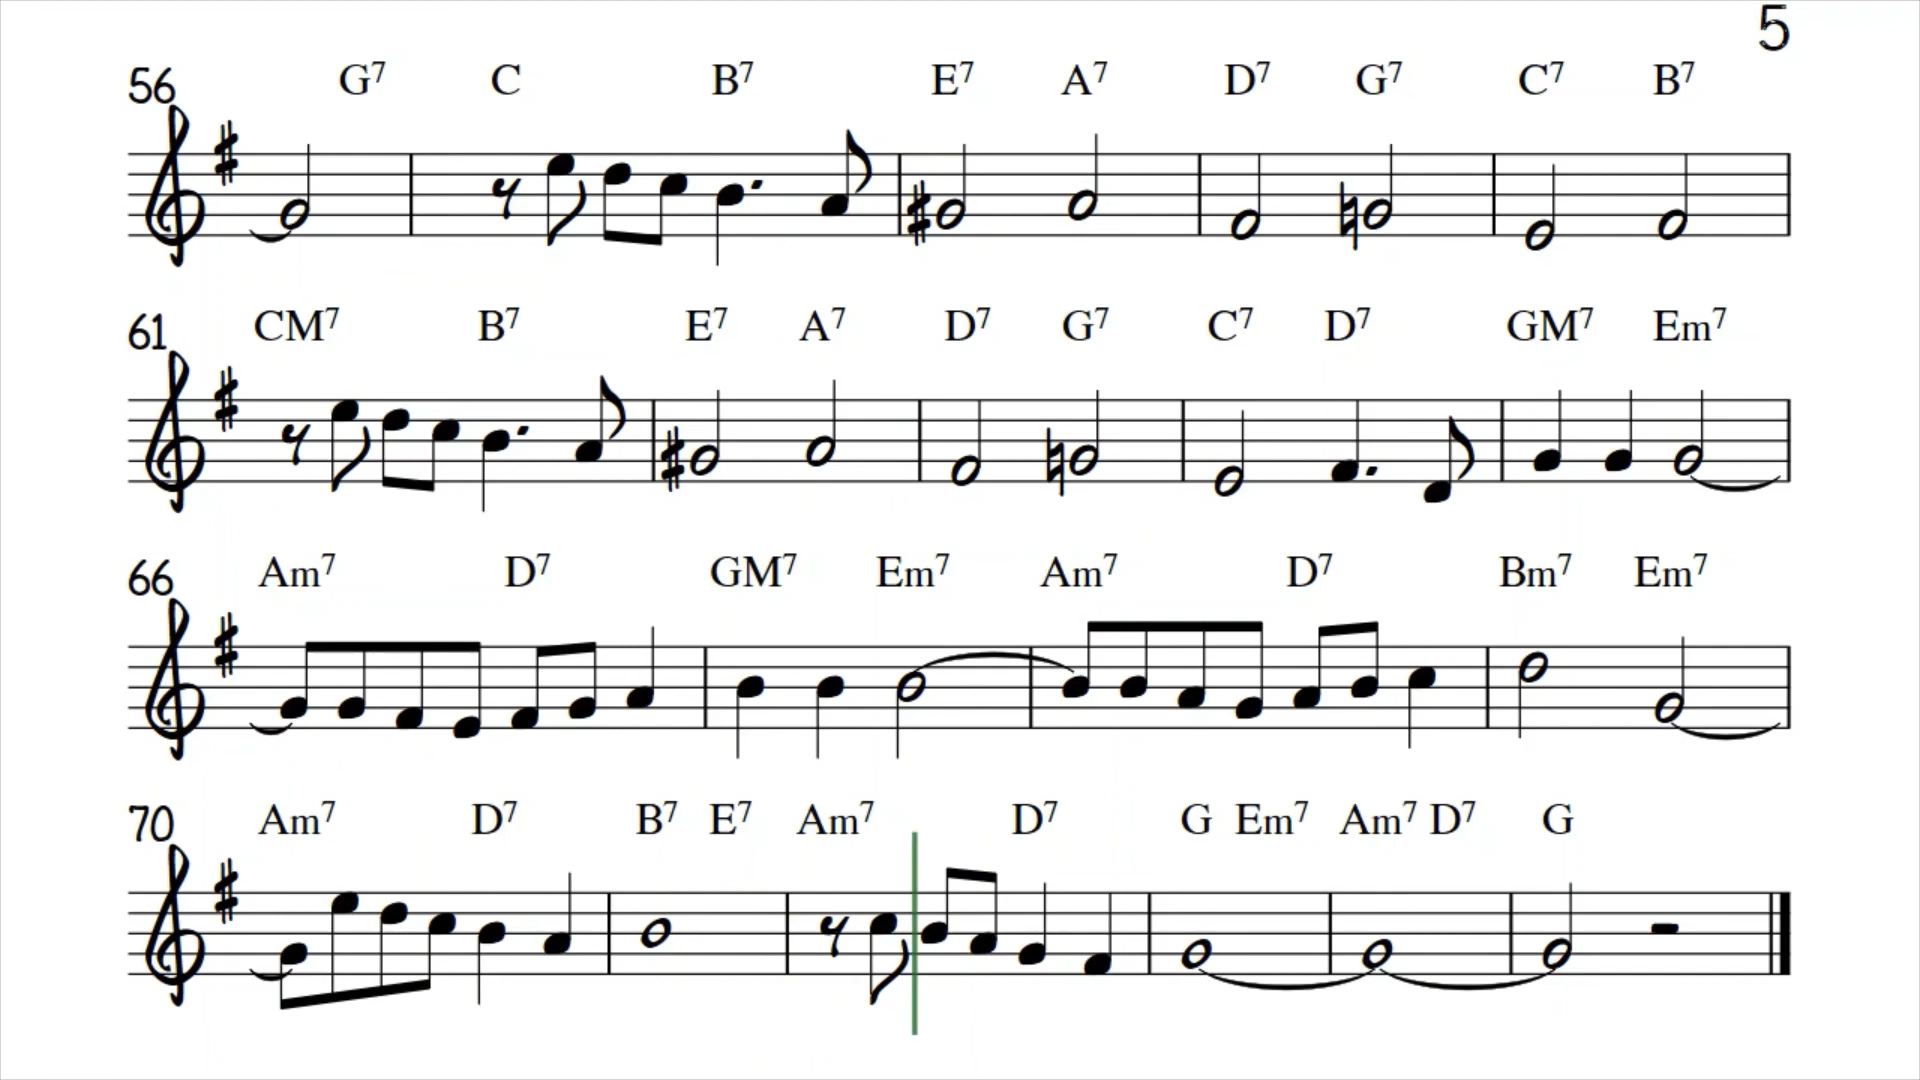 5
56 G7 C B7 E7 A7 D7 G7 C7 B7
61 CM7 B7 E7 A7 D7 G7 C7 D7 GM7 Em7
66 Am7 D7 GM7 Em7 Am7 D7 Bm7 Em7
70 Am7 D7 B7 E7 Am7 D7 G Em7 Am7 D7 G